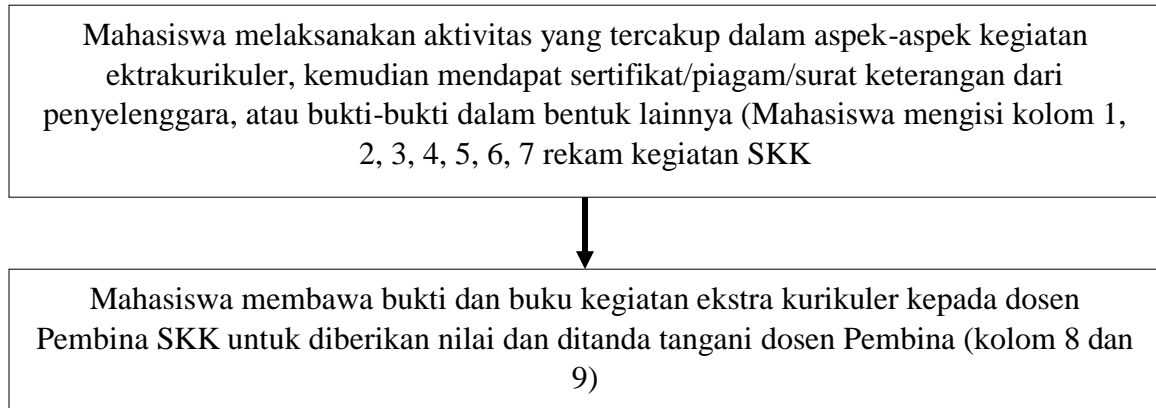 Mahasiswa melaksanakan aktivitas yang tercakup dalam aspek-aspek kegiatan
ektrakurikuler, kemudian mendapat sertifikat/piagam/surat keterangan dari
penyelenggara, atau bukti-bukti dalam bentuk lainnya (Mahasiswa mengisi kolom 1,
2, 3, 4, 5, 6, 7 rekam kegiatan SKK
Mahasiswa membawa bukti dan buku kegiatan ekstra kurikuler kepada dosen
Pembina SKK untuk diberikan nilai dan ditanda tangani dosen Pembina (kolom 8 dan
9)